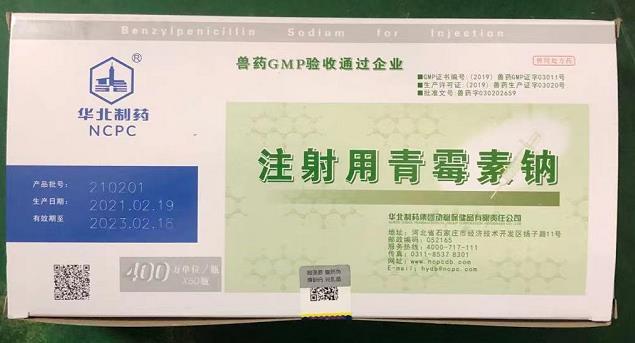 Benzylpenicillin Sodium for Injection
兽药GMP验收通过企业
兽用处方药
®
华北制药
NCPC
■GMP证书编号:(2019)兽药GMP证字03011号
■生产许可证:(2019)兽药生产证字03020号
■批准文号:兽药字030202659
注射用青霉素钠
产品批号: 210201
生产日期: 2021.02.19
有效期至 2023.02.18
华北制药集团动物保健品有限责任公司
地址: 河北省石家庄市经济技术开发区扬子路11号
邮政编码: 052165
服务热线: 4000-717-111
传真: 0311-8537 8301
网址: www.ncpcdb.com
E-mail: hydb@ncpc.com
400万单位/瓶
X50瓶